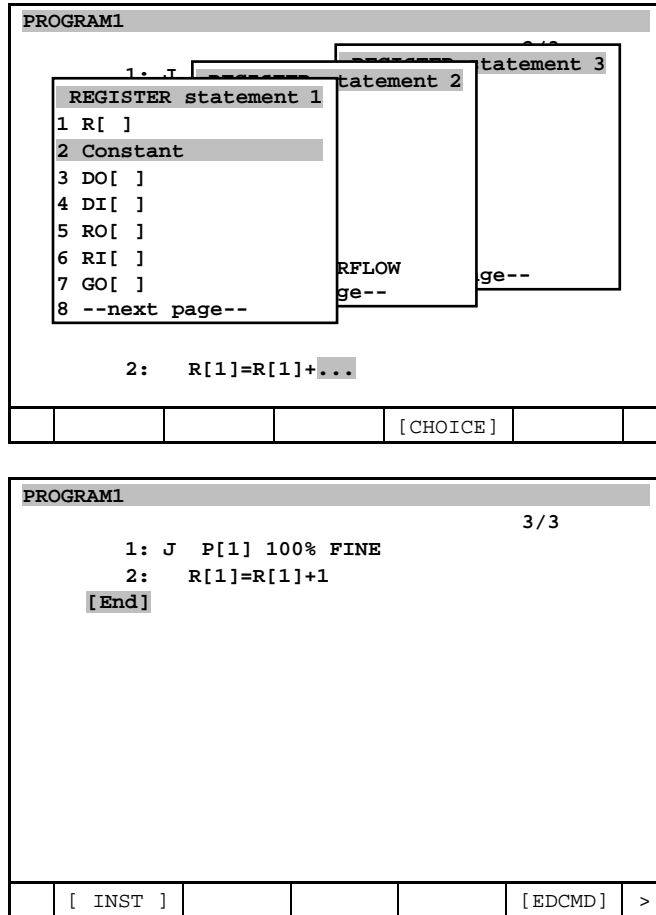 PROGRAM1
statement 3
statement 2
REGISTER statement 1
1 R[ ]
2 Constant
3 DO[ ]
4 DI[ ]
5 RO[ ]
6 RI[ ]
7 GO[ ]
8 --next page--
RFLOW
ge--
ge--
2: R[1]=R[1]+...
[CHOICE]
PROGRAM1
3/3
1: J P[1] 100% FINE
2: R[1]=R[1]+1
[End]
[ INST ] [EDCMD] >